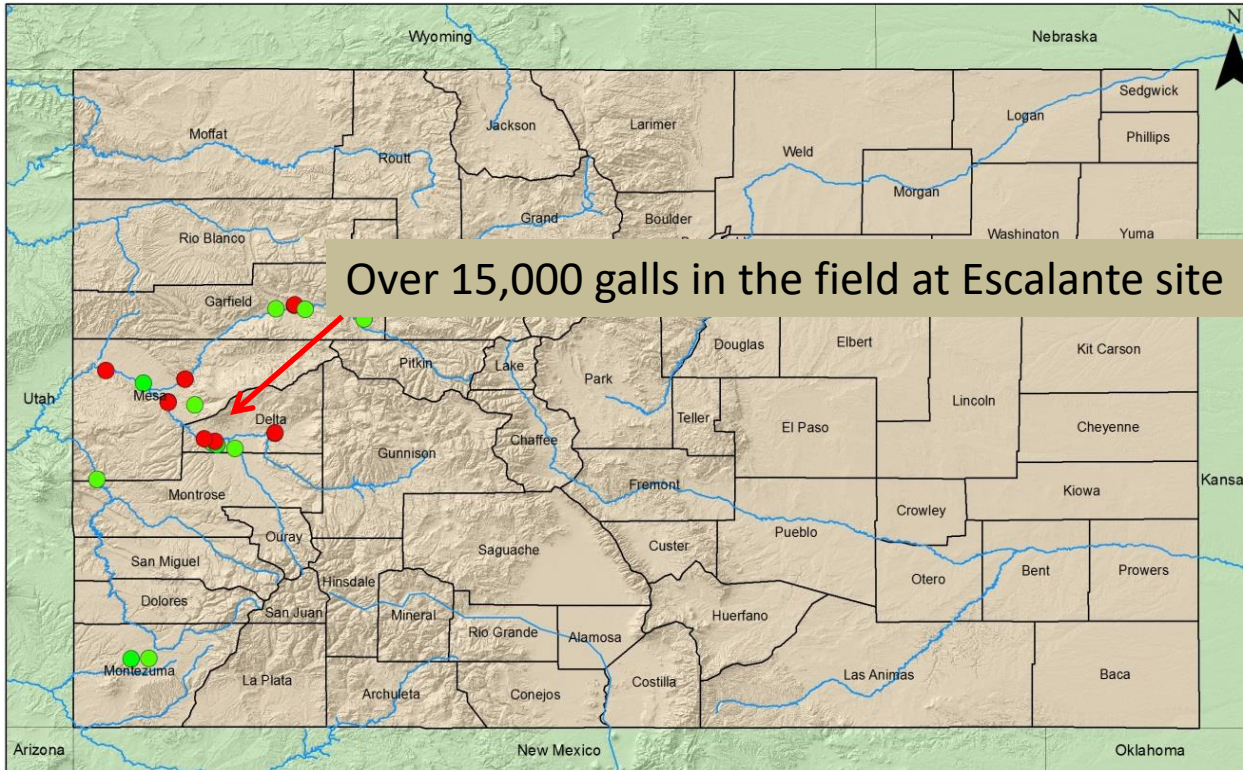 N
Wyoming
Nebraska
Sedgwick
Logan
Jackson
Larimer
Moffat
Phillips
Weld
Routt
Morgan
Grand
Boulder
Washington
Yuma
Rio Blanco
Over 15,000 galls in the field at Escalante site
Garfield
Douglas
Elbert
Kit Carson
Pitkin
Lake
Park
Utah
Mesa
Lincoln
Teller
Delta
El Paso
Cheyenne
Chaffee
Gunnison
Fremont
Kiowa
Kansa
Montrose
Crowley
Pueblo
Ouray
Saguache
Custer
San Miguel
Otero
Bent
Prowers
Hinsdale
Dolores
San Juan
Mineral
Huerfano
Rio Grande
Alamosa
Montezuma
La Plata
Las Animas
Baca
Costilla
Archuleta
Conejos
Arizona
New Mexico
Oklahoma